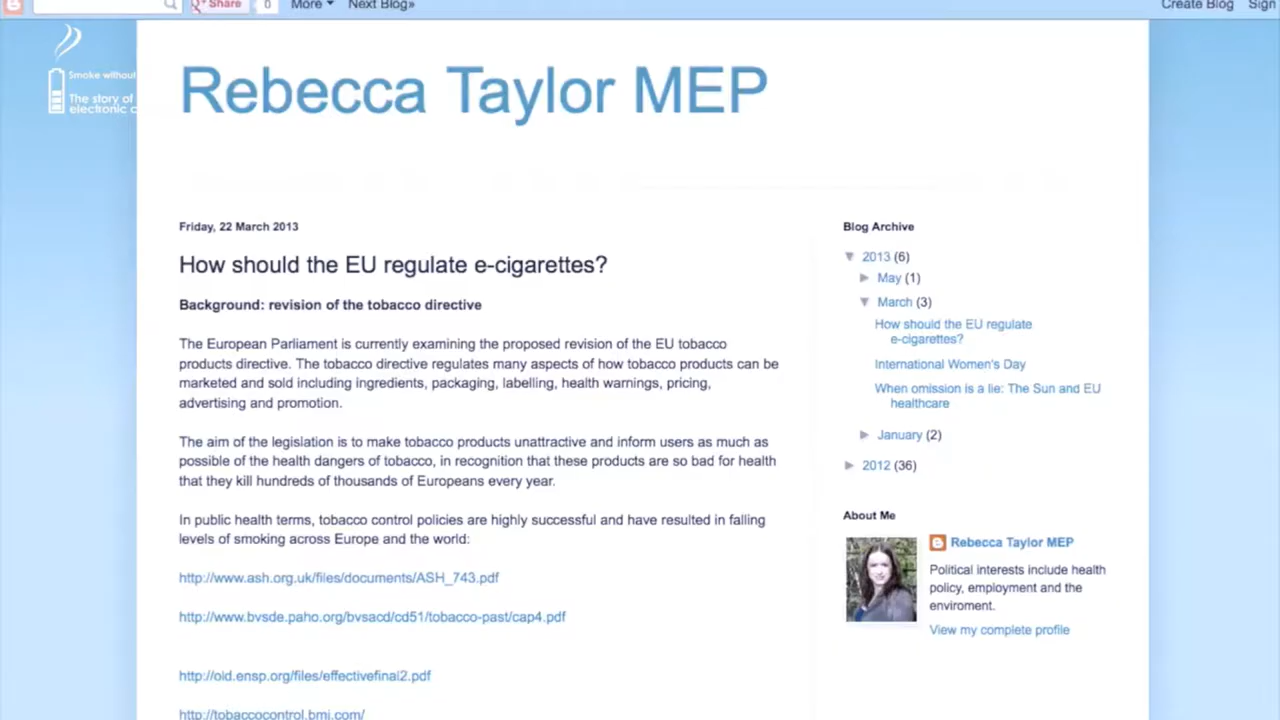 Share
0
More
Next Blog»
Create Blog
Sign
Smoke without
The story of
electronic c
Rebecca Taylor MEP
Friday, 22 March 2013
How should the EU regulate e-cigarettes?
Background: revision of the tobacco directive
The European Parliament is currently examining the proposed revision of the EU tobacco
products directive. The tobacco directive regulates many aspects of how tobacco products can be
marketed and sold including ingredients, packaging, labelling, health warnings, pricing,
advertising and promotion.
The aim of the legislation is to make tobacco products unattractive and inform users as much as
possible of the health dangers of tobacco, in recognition that these products are so bad for health
that they kill hundreds of thousands of Europeans every year.
In public health terms, tobacco control policies are highly successful and have resulted in falling
levels of smoking across Europe and the world:
http://www.ash.org.uk/files/documents/ASH_743.pdf
http://www.bvsde.paho.org/bvsacd/cd51/tobacco-past/cap4.pdf
http://old.ensp.org/files/effectivefinal2.pdf
http://tobaccocontrol.bmj.com/
Blog Archive
▼ 2013 (6)
► May (1)
▼ March (3)
How should the EU regulate
e-cigarettes?
International Women's Day
When omission is a lie: The Sun and EU
healthcare
► January (2)
► 2012 (36)
About Me
Rebecca Taylor MEP
Political interests include health
policy, employment and the
enviroment.
View my complete profile